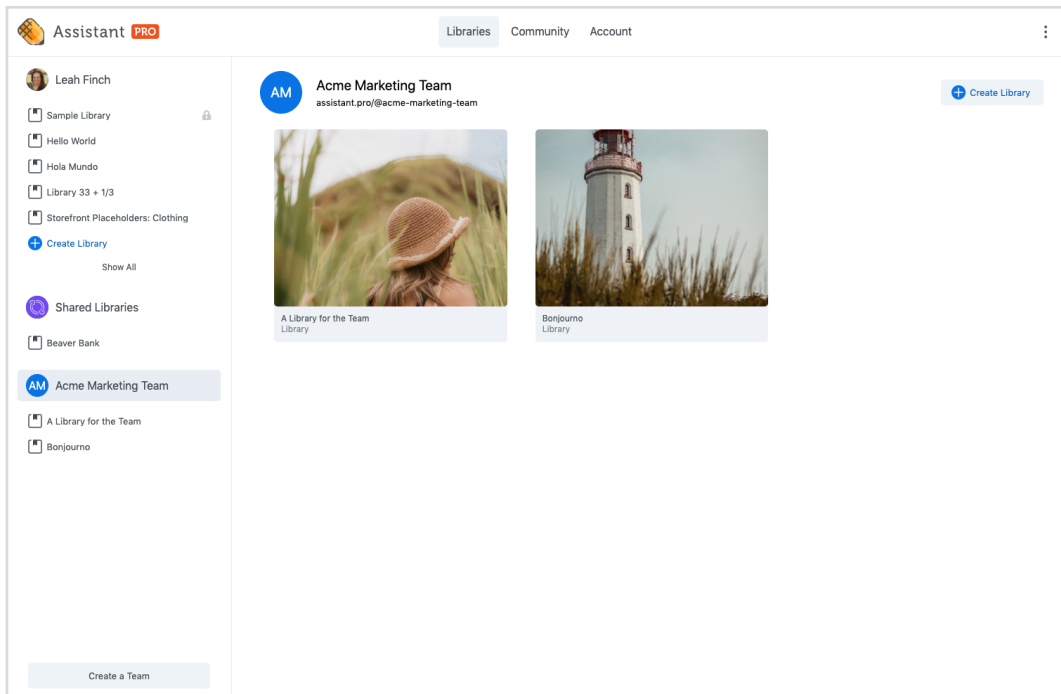 Assistant PRO
Libraries Community Account
Leah Finch
Sample Library
Hello World
Hola Mundo
Library 33 + 1/3
Storefront Placeholders: Clothing
Create Library
Show All
Shared Libraries
Beaver Bank
AM Acme Marketing Team
A Library for the Team
Bonjourno
Create a Team
AM
Acme Marketing Team
assistant.pro/@acme-marketing-team
Create Library
A Library for the Team
Library
Bonjourno
Library